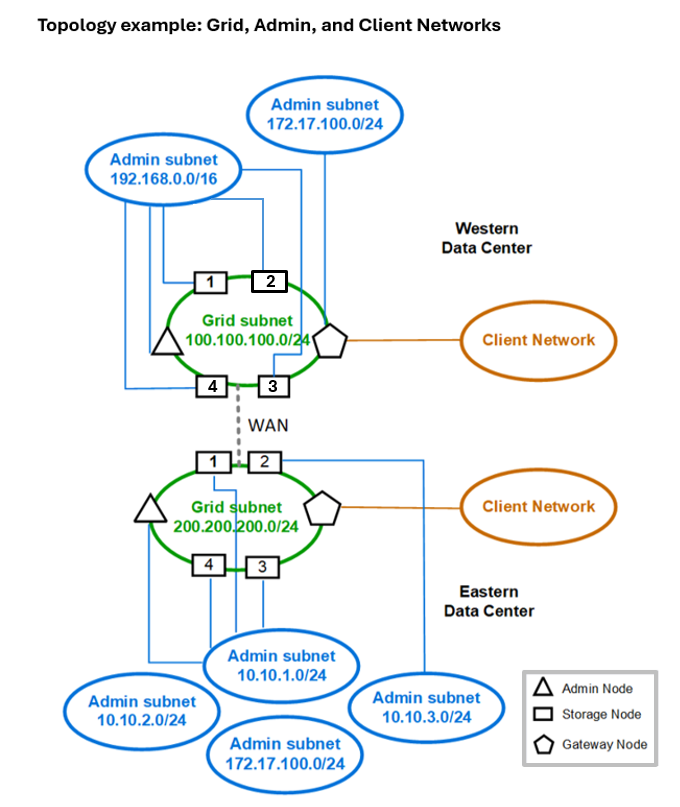 Topology example: Grid, Admin, and Client Networks
Admin subnet
172.17.100.0/24
Admin subnet
192.168.0.0/16
Western
Data Center
1
2
Grid subnet
100.100.100.0/24
Client Network
4
3
WAN
1
2
Grid subnet
200.200.200.0/24
Client Network
4
3
Eastern
Data Center
Admin subnet
10.10.1.0/24
Admin subnet
10.10.2.0/24
Admin subnet
10.10.3.0/24
Admin subnet
172.17.100.0/24
Admin Node
Storage Node
Gateway Node